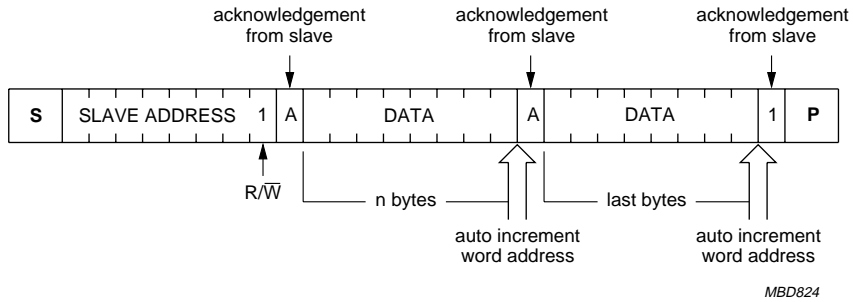 acknowledgement
from slave
acknowledgement
from slave
acknowledgement
from slave
S SLAVE ADDRESS 1 A DATA A DATA 1 P
R/W̅
n bytes
last bytes
auto increment
word address
auto increment
word address
MBD824